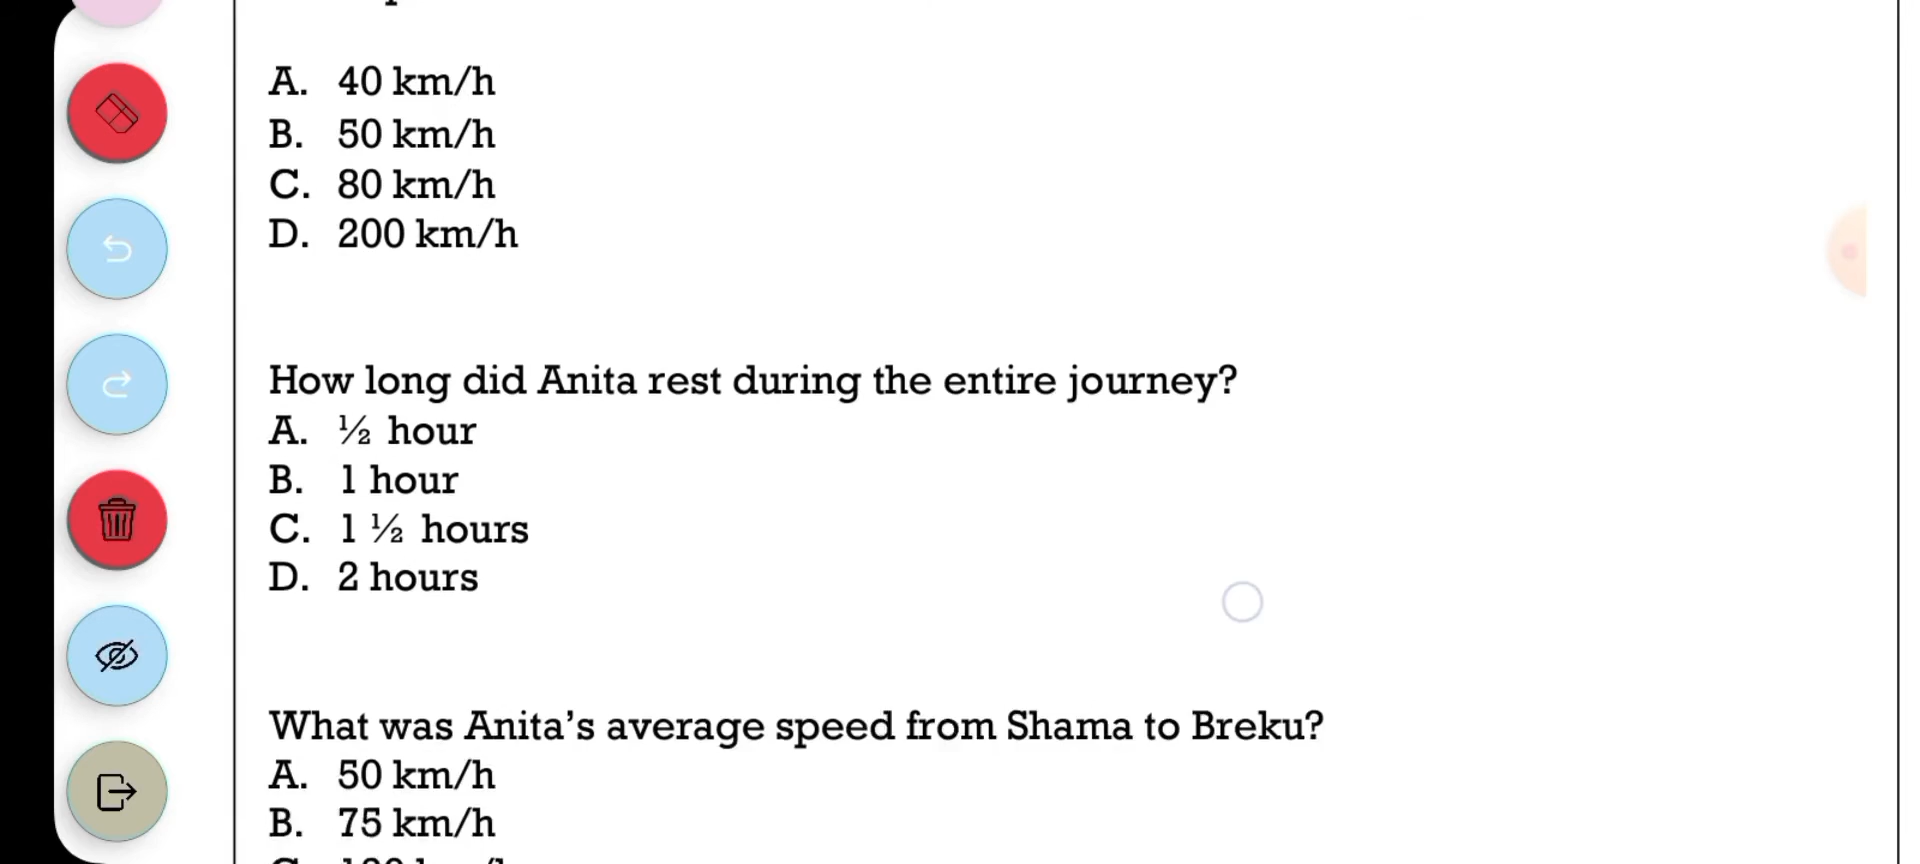 A. 40 km/h
B. 50 km/h
C. 80 km/h
D. 200 km/h
How long did Anita rest during the entire journey?
A. ½ hour
B. 1 hour
C. 1 ½ hours
D. 2 hours
What was Anita’s average speed from Shama to Breku?
A. 50 km/h
B. 75 km/h